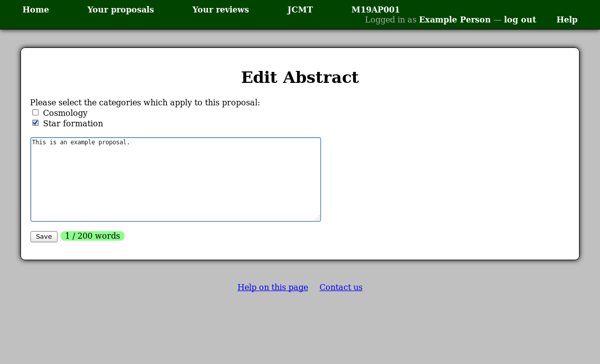 Home Your proposals Your reviews JCMT M19AP001
Logged in as Example Person — log out Help
Edit Abstract
Please select the categories which apply to this proposal:
Cosmology
Star formation
This is an example proposal.
Save 1 / 200 words
Help on this page Contact us